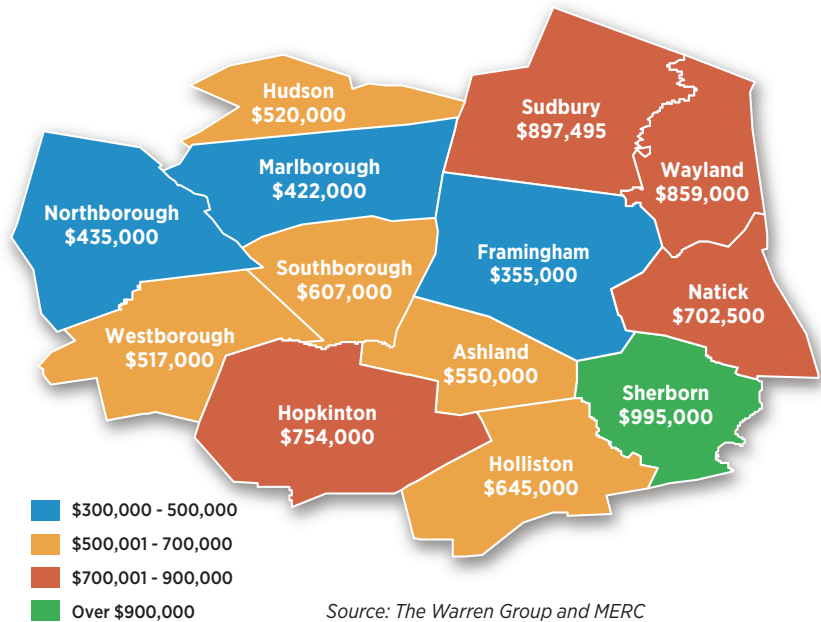 Hudson
$520,000
Sudbury
$897,495
Marlborough
$422,000
Wayland
$859,000
Northborough
$435,000
Framingham
$355,000
Southborough
$607,000
Natick
$702,500
Westborough
$517,000
Ashland
$550,000
Sherborn
$995,000
Hopkinton
$754,000
Holliston
$645,000
$300,000 - 500,000
$500,001 - 700,000
$700,001 - 900,000
Over $900,000
Source: The Warren Group and MERC